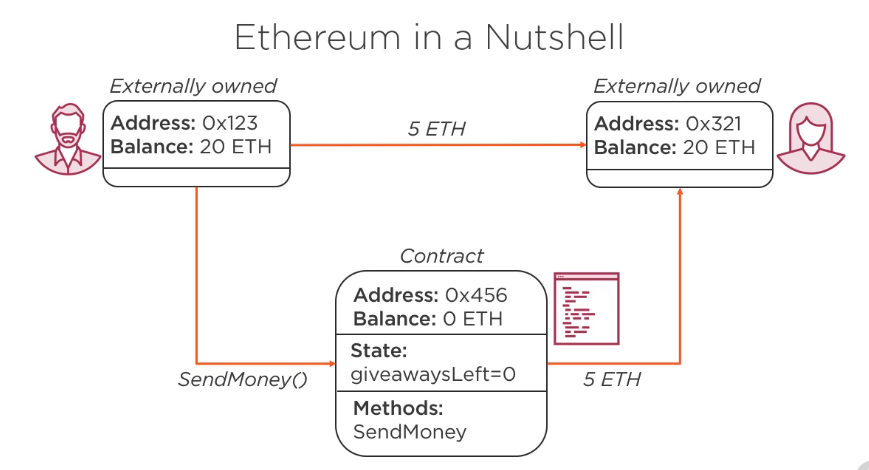 Ethereum in a Nutshell
Externally owned
Address: 0x123
Balance: 20 ETH
5 ETH
Externally owned
Address: 0x321
Balance: 20 ETH
Contract
Address: 0x456
Balance: 0 ETH
State:
giveawaysLeft=0
Methods:
SendMoney
SendMoney()
5 ETH